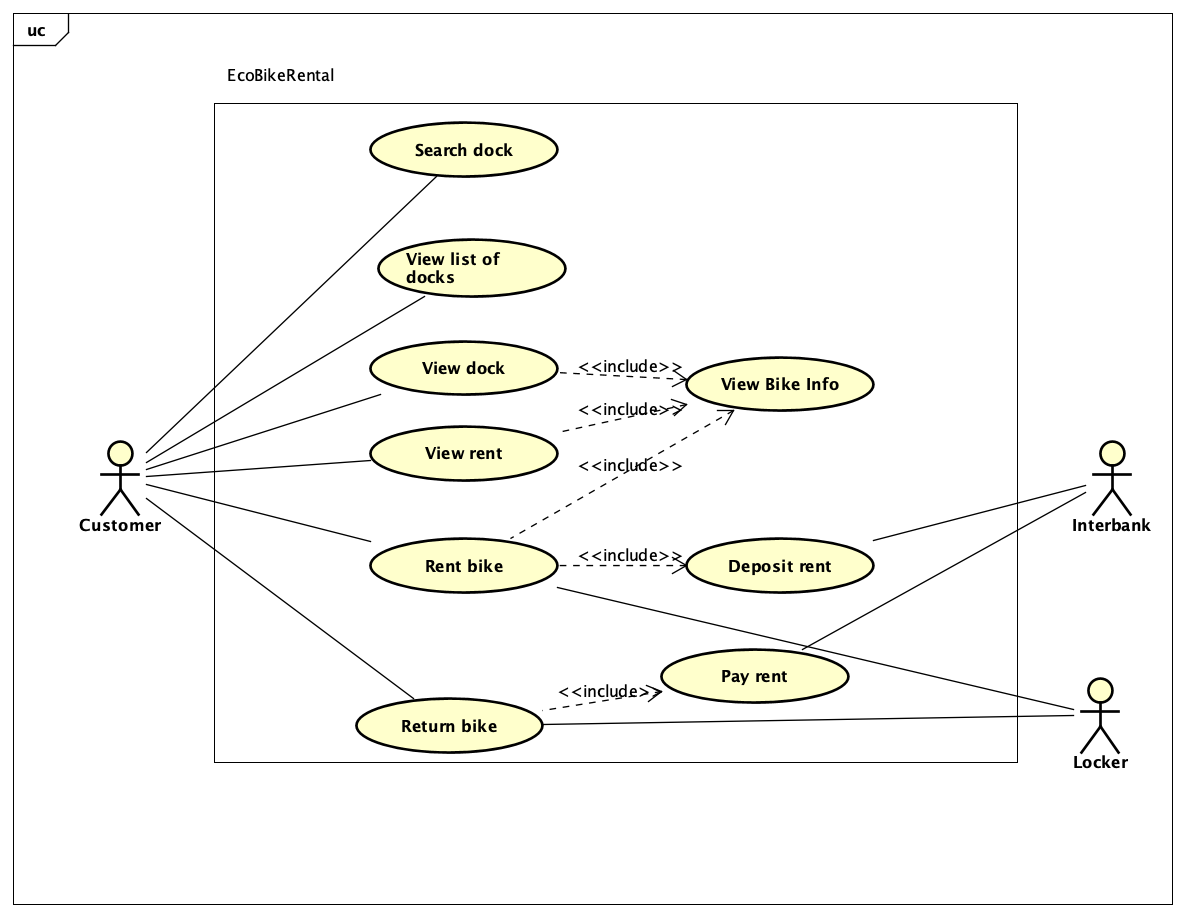 uc
EcoBikeRental
Search dock
View list of
docks
View dock
<<include>>
View Bike Info
<<include>>
View rent
<<include>>
Customer
Interbank
<<include>>
Rent bike
Deposit rent
Pay rent
<<include>>
Return bike
Locker